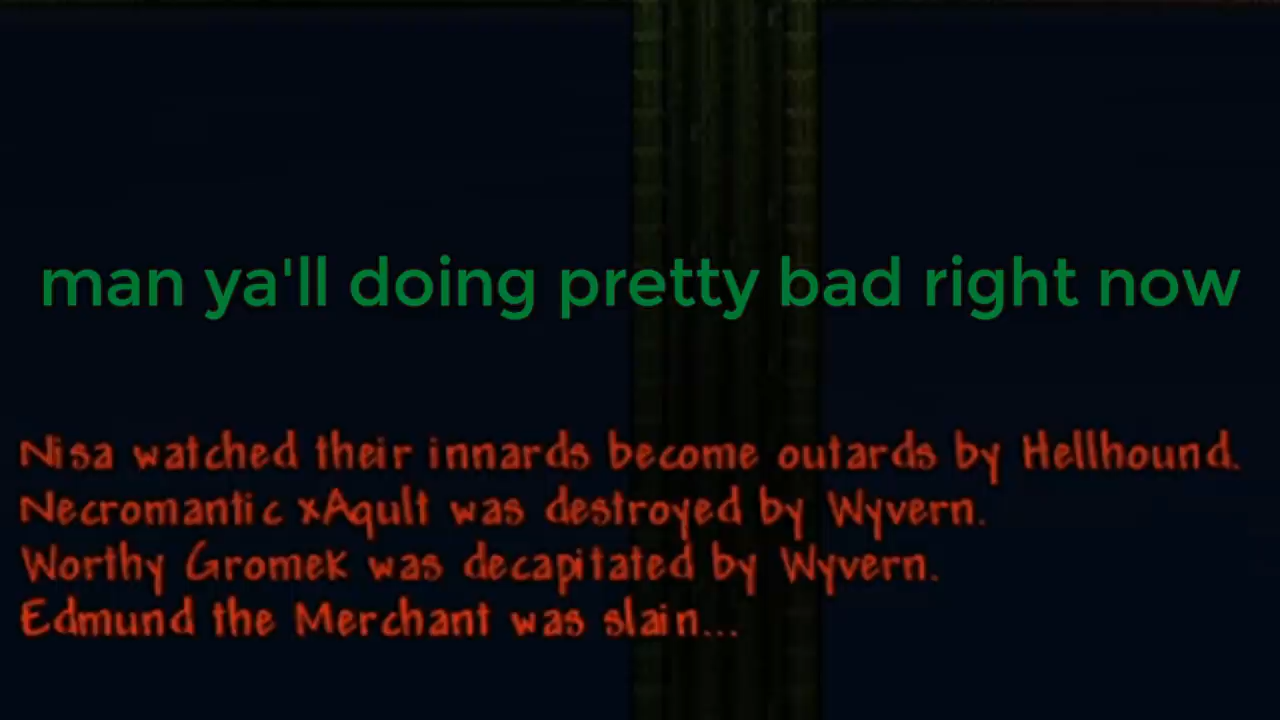 man ya'll doing pretty bad right now
Nisa watched their innards become outards by Hellhound.
Necromantic xAqult was destroyed by Wyvern.
Worthy Gromek was decapitated by Wyvern.
Edmund the Merchant was slain...